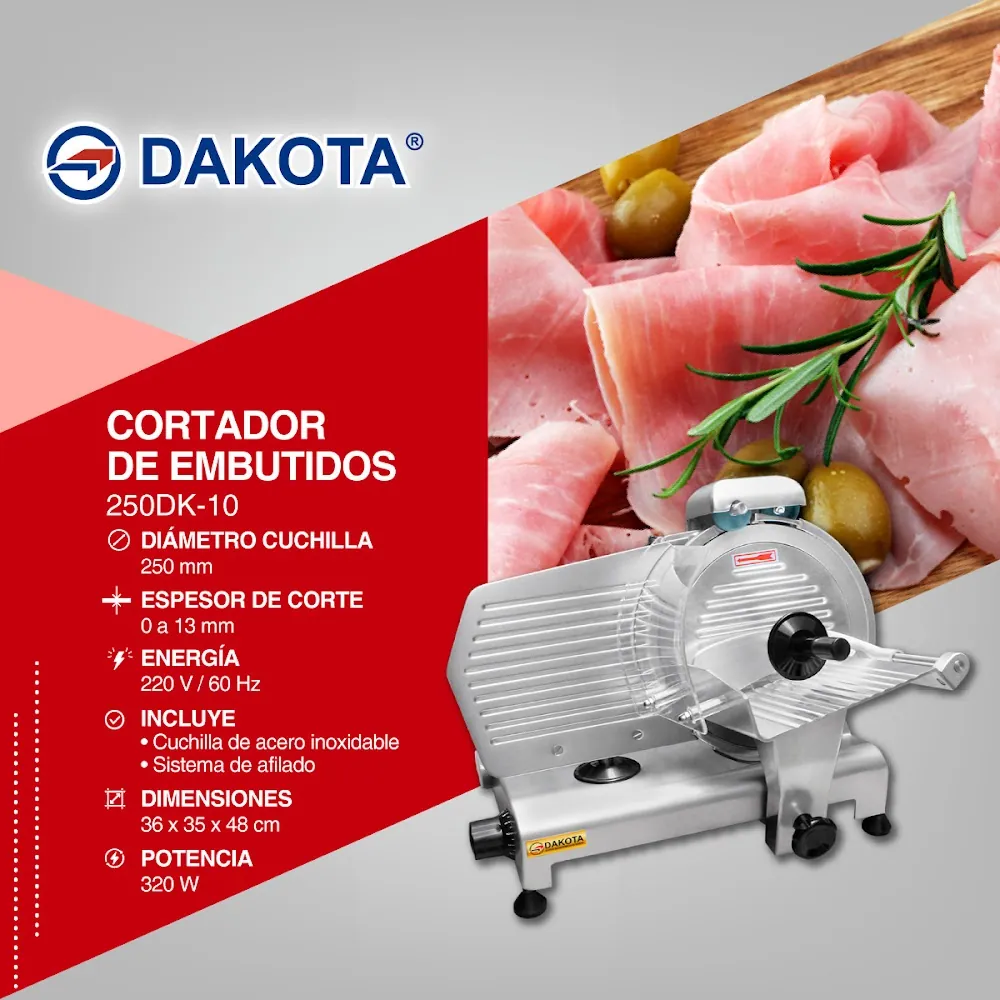 DAKOTA®
CORTADOR
DE EMBUTIDOS
250DK-10
DIÁMETRO CUCHILLA
250 mm
ESPESOR DE CORTE
0 a 13 mm
ENERGÍA
220 V / 60 Hz
INCLUYE
• Cuchilla de acero inoxidable
• Sistema de afilado
DIMENSIONES
36 x 35 x 48 cm
POTENCIA
320 W
DAKOTA